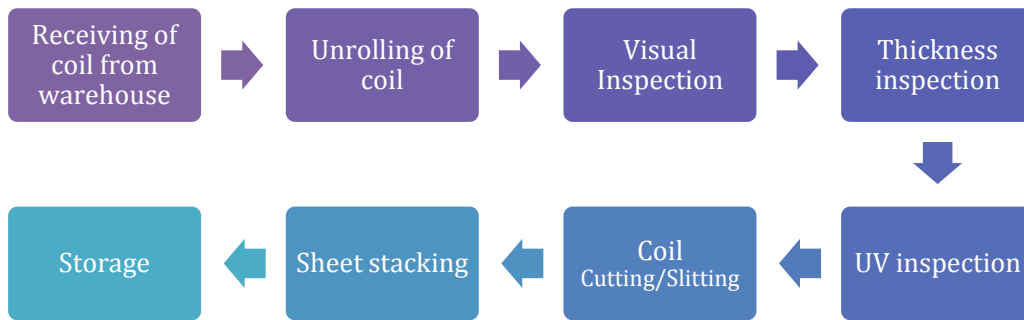 Receiving of
coil from
warehouse
Unrolling of
coil
Visual
Inspection
Thickness
inspection
Storage
Sheet stacking
Coil
Cutting/Slitting
UV inspection